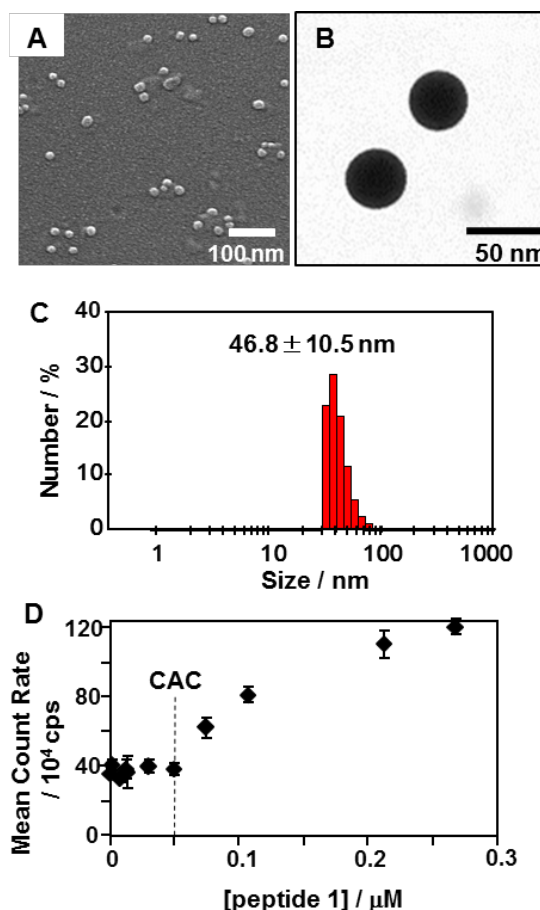 A
100 nm
B
50 nm
C
46.8 ± 10.5 nm
40
30
20
10
0
Number / %
1 10 100 1000
Size / nm
D
CAC
120
80
40
0
Mean Count Rate
/ 10⁴ cps
0 0.1 0.2 0.3
[peptide 1] / μM